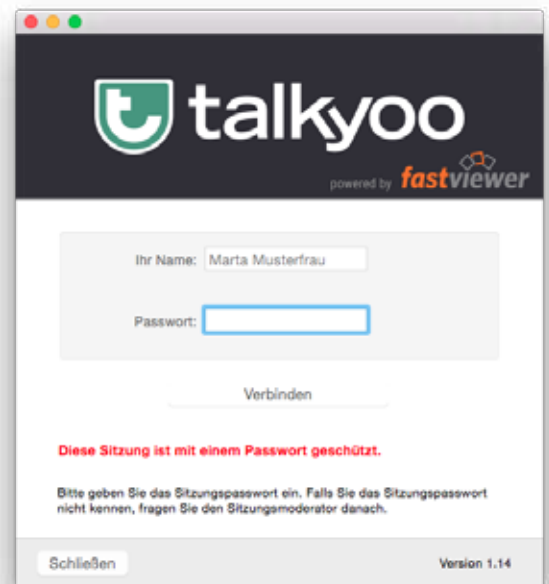 talkyoo
powered by fastviewer
Ihr Name: Marta Musterfrau
Passwort:
Verbinden
Diese Sitzung ist mit einem Passwort geschützt.
Bitte geben Sie das Sitzungspasswort ein. Falls Sie das Sitzungspasswort
nicht kennen, fragen Sie den Sitzungsmoderator danach.
Schließen Version 1.14